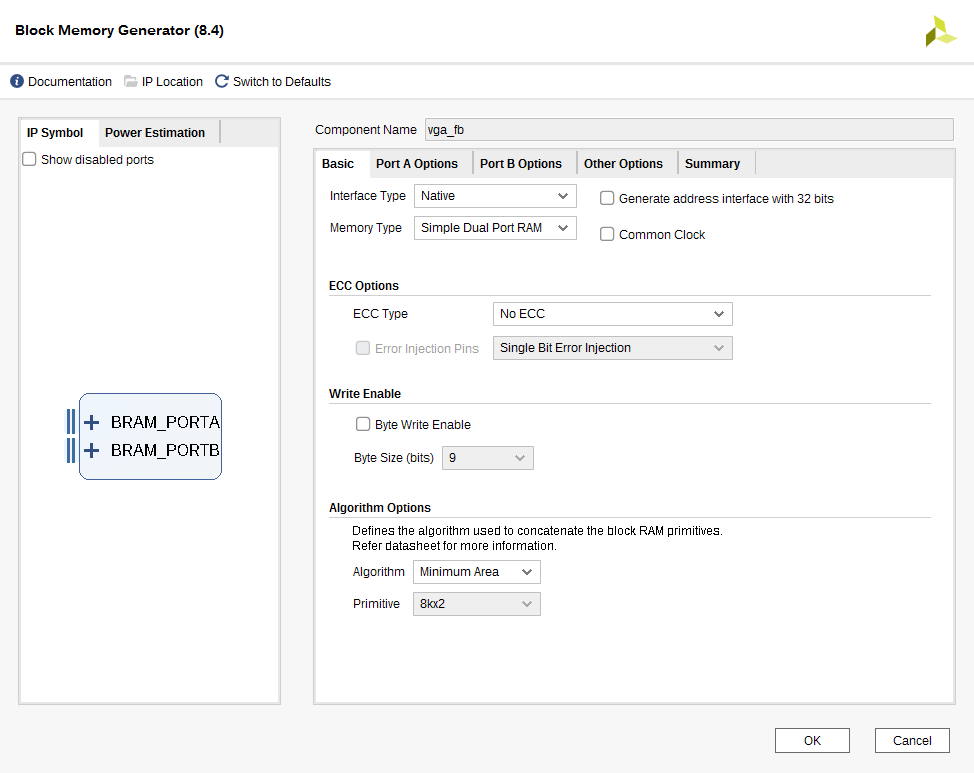 Block Memory Generator (8.4)
Documentation IP Location Switch to Defaults
IP Symbol Power Estimation
Show disabled ports
BRAM_PORTA
BRAM_PORTB
Component Name vga_fb
Basic Port A Options Port B Options Other Options Summary
Interface Type Native Generate address interface with 32 bits
Memory Type Simple Dual Port RAM Common Clock
ECC Options
ECC Type No ECC
Error Injection Pins Single Bit Error Injection
Write Enable
Byte Write Enable
Byte Size (bits) 9
Algorithm Options
Defines the algorithm used to concatenate the block RAM primitives.
Refer datasheet for more information.
Algorithm Minimum Area
Primitive 8kx2
OK Cancel